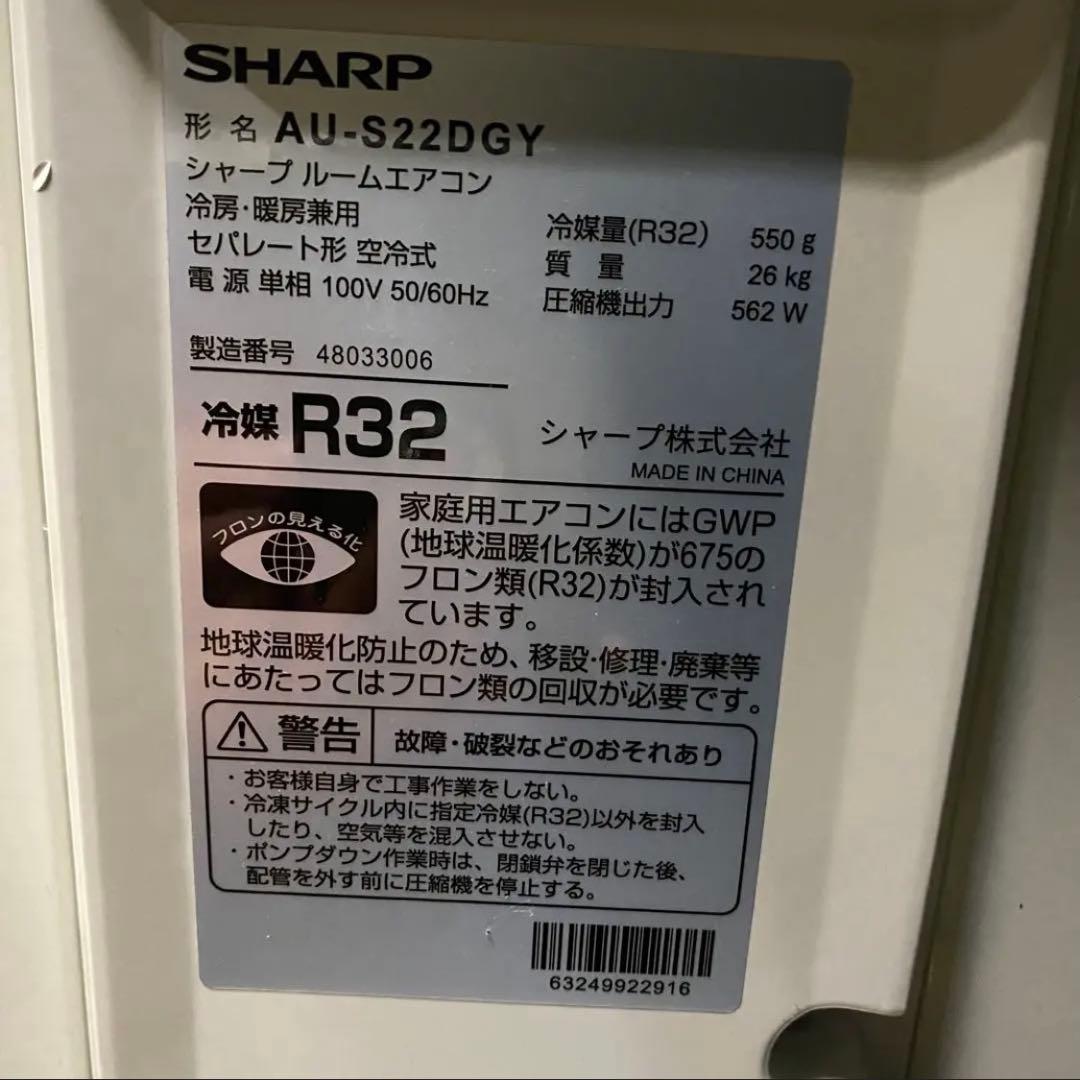 SHARP
形名 AU-S22DGY
シャープ ルームエアコン
冷房・暖房兼用
セパレート形 空冷式
電源 単相 100V 50/60Hz
冷媒量(R32) 550 g
質量 26 kg
圧縮機出力 562 W
製造番号 48033006
冷媒 R32
シャープ株式会社
MADE IN CHINA
フロンの見える化
家庭用エアコンにはGWP
(地球温暖化係数)が675の
フロン類(R32)が封入され
ています。
地球温暖化防止のため、移設・修理・廃棄等
にあたってはフロン類の回収が必要です。
警告 故障・破裂などのおそれあり
・お客様自身で工事作業をしない。
・冷凍サイクル内に指定冷媒(R32)以外を封入
したり、空気等を混入させない。
・ポンプダウン作業時は、閉鎖弁を閉じた後、
配管を外す前に圧縮機を停止する。
63249922916